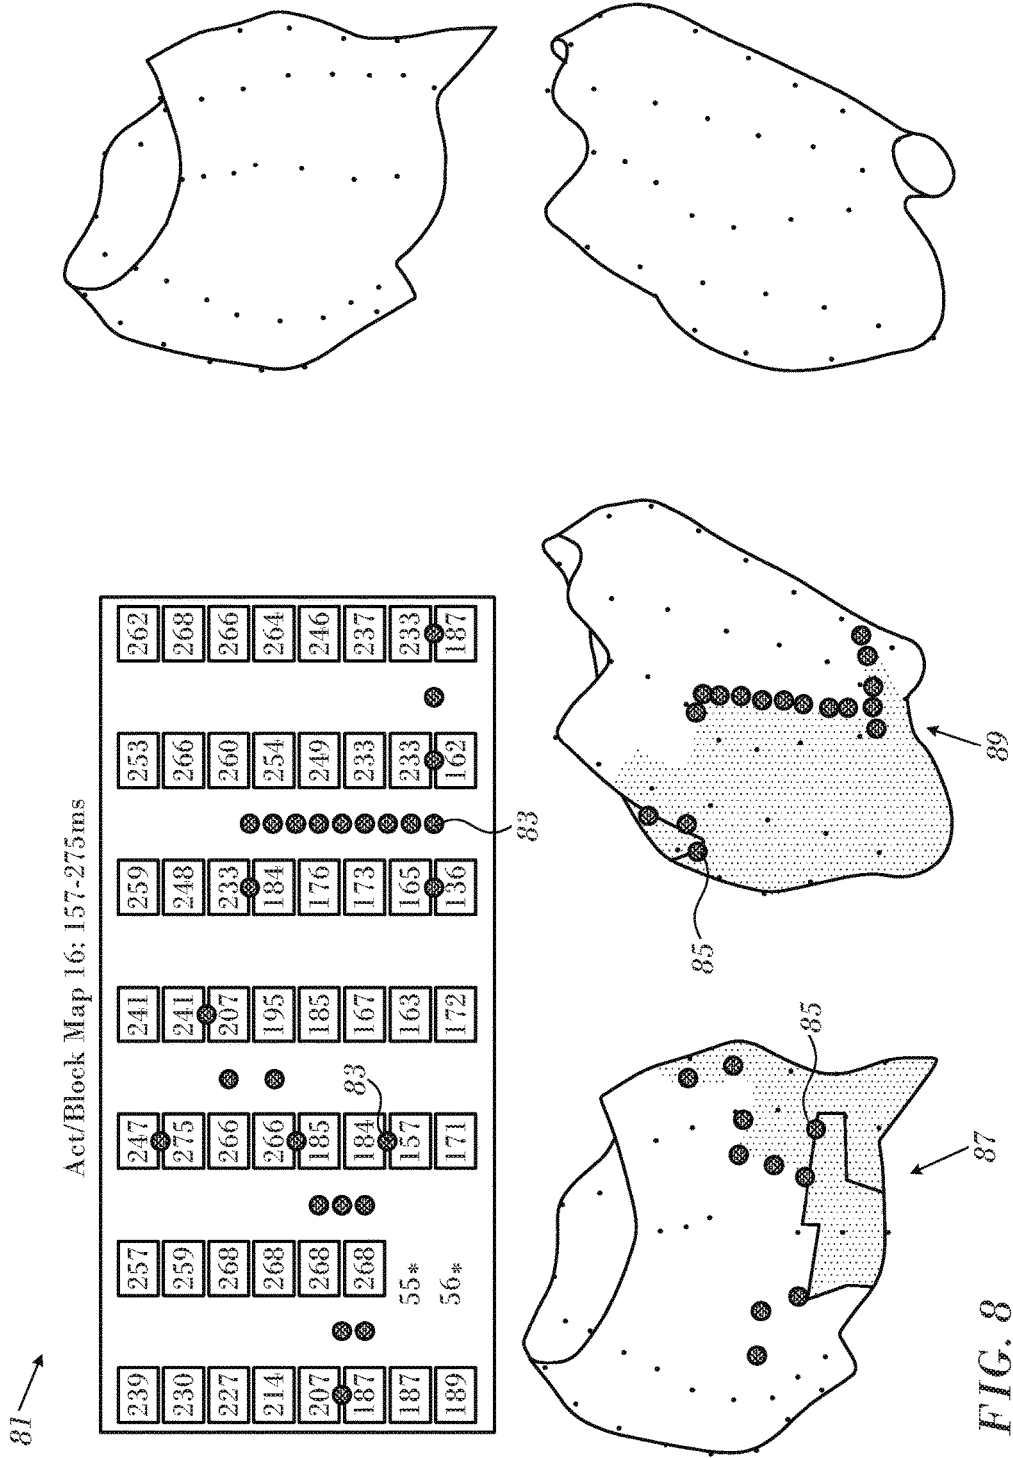 81
Act/Block Map 16; 157-275ms
239 257 247 241 259 253 262
230 259 275 241 248 266 268
227 268 266 207 233 260 266
214 268 266 195 184 254 264
207 268 185 185 176 249 246
187 268 184 167 173 233 237
187 55* 157 163 165 233 233
189 56* 171 172 136 162 187
83
83
85
85
87
89
FIG. 8